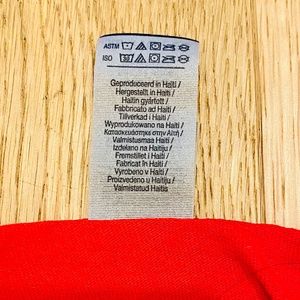 ASTM
ISO 30
Geproduceerd in Haïti /
Hergestellt in Haiti /
Haitin gyártott /
Fabbricato ad Haiti /
Tillverkad i Haiti /
Wyprodukowano na Haiti /
Κατασκευάστηκε στην Αϊτή /
Valmistusmaa Haiti /
Izdelano na Haitiju /
Fremstillet i Haiti /
Fabricat în Haiti /
Vyrobeno v Haiti /
Proizvedeno u Haitiju /
Valmistatud Haitis